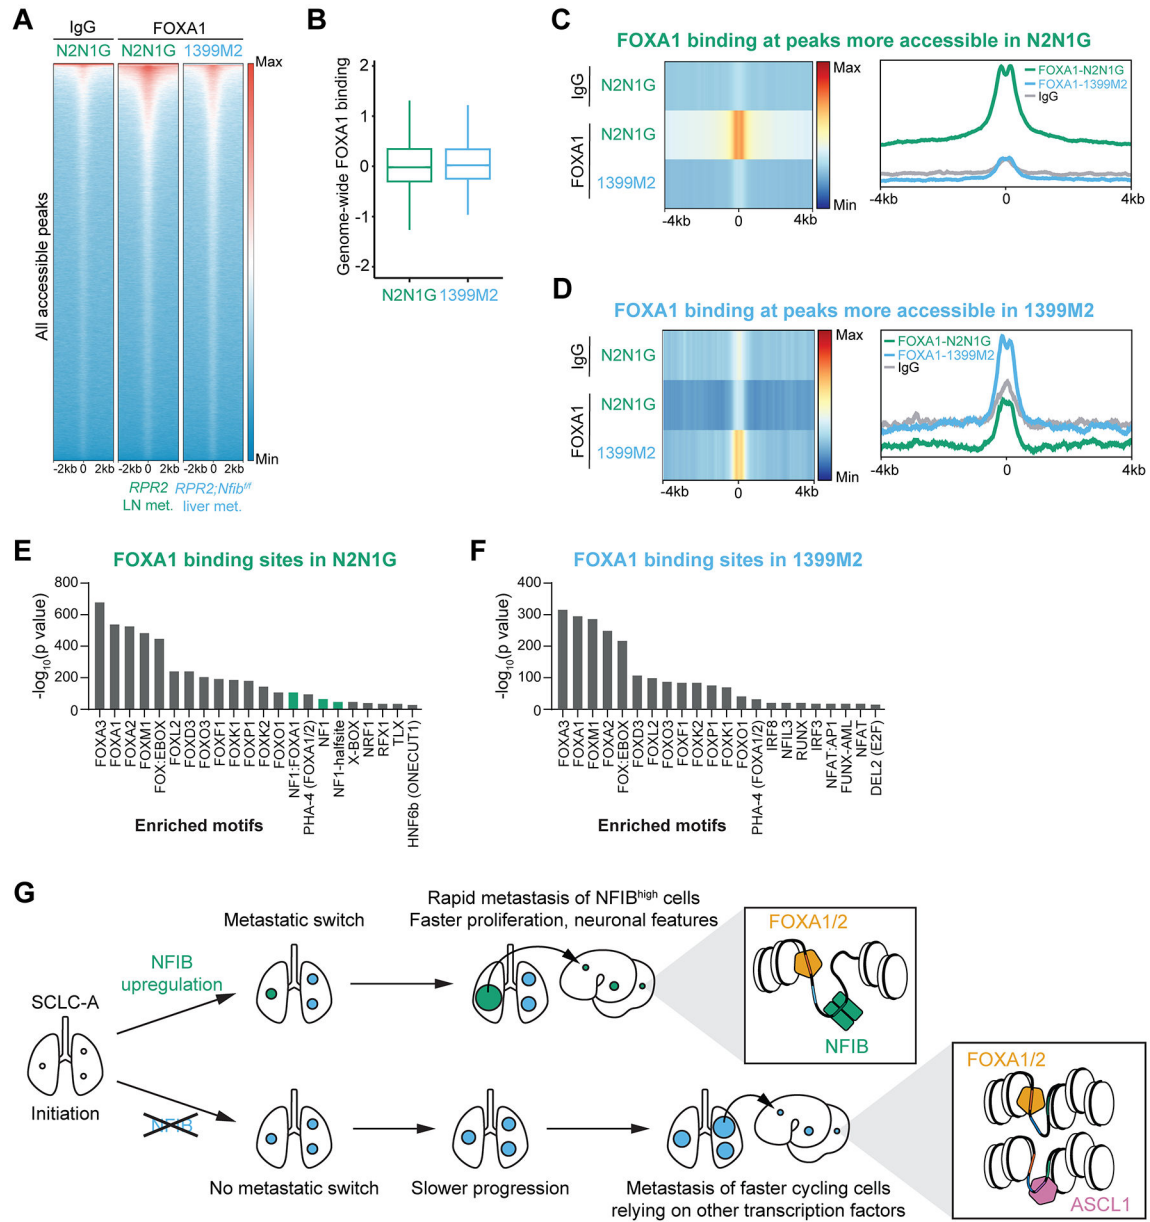 A
IgG
FOXA1
N2N1G
N2N1G
1399M2
All accessible peaks
Max
Min
-2kb 0 2kb
-2kb 0 2kb
-2kb 0 2kb
RPR2
LN met.
RPR2;Nfib^f/f
liver met.
B
Genome-wide FOXA1 binding
2
1
0
-1
-2
N2N1G
1399M2
C
FOXA1 binding at peaks more accessible in N2N1G
IgG
FOXA1
N2N1G
N2N1G
1399M2
-4kb 0 4kb
Max
Min
FOXA1-N2N1G
FOXA1-1399M2
IgG
-4kb 0 4kb
D
FOXA1 binding at peaks more accessible in 1399M2
IgG
FOXA1
N2N1G
N2N1G
1399M2
-4kb 0 4kb
Max
Min
FOXA1-N2N1G
FOXA1-1399M2
IgG
-4kb 0 4kb
E
FOXA1 binding sites in N2N1G
-log10(p value)
800
600
400
200
0
FOXA3
FOXA1
FOXA2
FOXM1
FOX:EBOX
FOXL2
FOXD3
FOXO3
FOXF1
FOXK1
FOXP1
FOXK2
FOXO1
NF1:FOXA1
PHA-4 (FOXA1/2)
NF1
NF1-halfsite
X-BOX
NRF1
RFX1
TLX
HNF6b (ONECUT1)
Enriched motifs
F
FOXA1 binding sites in 1399M2
-log10(p value)
400
300
200
100
0
FOXA3
FOXA1
FOXM1
FOXA2
FOX:EBOX
FOXD3
FOXL2
FOXO3
FOXF1
FOXK2
FOXP1
FOXK1
FOXO1
PHA-4 (FOXA1/2)
IRF8
NFIL3
RUNX
IRF3
NFAT:AP1
FUNX-AML
NFAT
DEL2 (E2F)
Enriched motifs
G
SCLC-A
Initiation
NFIB
upregulation
Metastatic switch
Rapid metastasis of NFIB^high cells
Faster proliferation, neuronal features
FOXA1/2
NFIB
NFIB
No metastatic switch
Slower progression
Metastasis of faster cycling cells
relying on other transcription factors
FOXA1/2
ASCL1